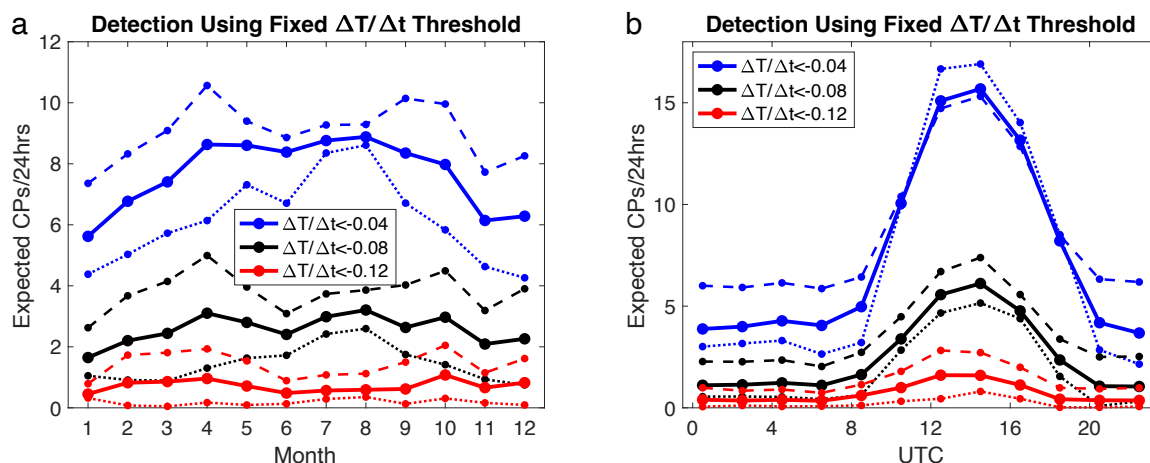 a
Detection Using Fixed ΔT/Δt Threshold
Expected CPs/24hrs
12
10
8
6
4
2
0
ΔT/Δt<-0.04
ΔT/Δt<-0.08
ΔT/Δt<-0.12
1 2 3 4 5 6 7 8 9 10 11 12
Month
b
Detection Using Fixed ΔT/Δt Threshold
Expected CPs/24hrs
15
10
5
0
ΔT/Δt<-0.04
ΔT/Δt<-0.08
ΔT/Δt<-0.12
0 4 8 12 16 20
UTC